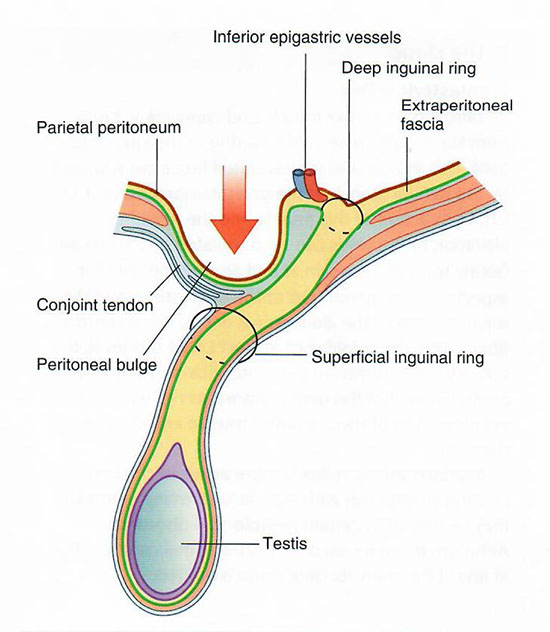 Inferior epigastric vessels
Deep inguinal ring
Extraperitoneal
fascia
Parietal peritoneum
Conjoint tendon
Peritoneal bulge
Superficial inguinal ring
Testis